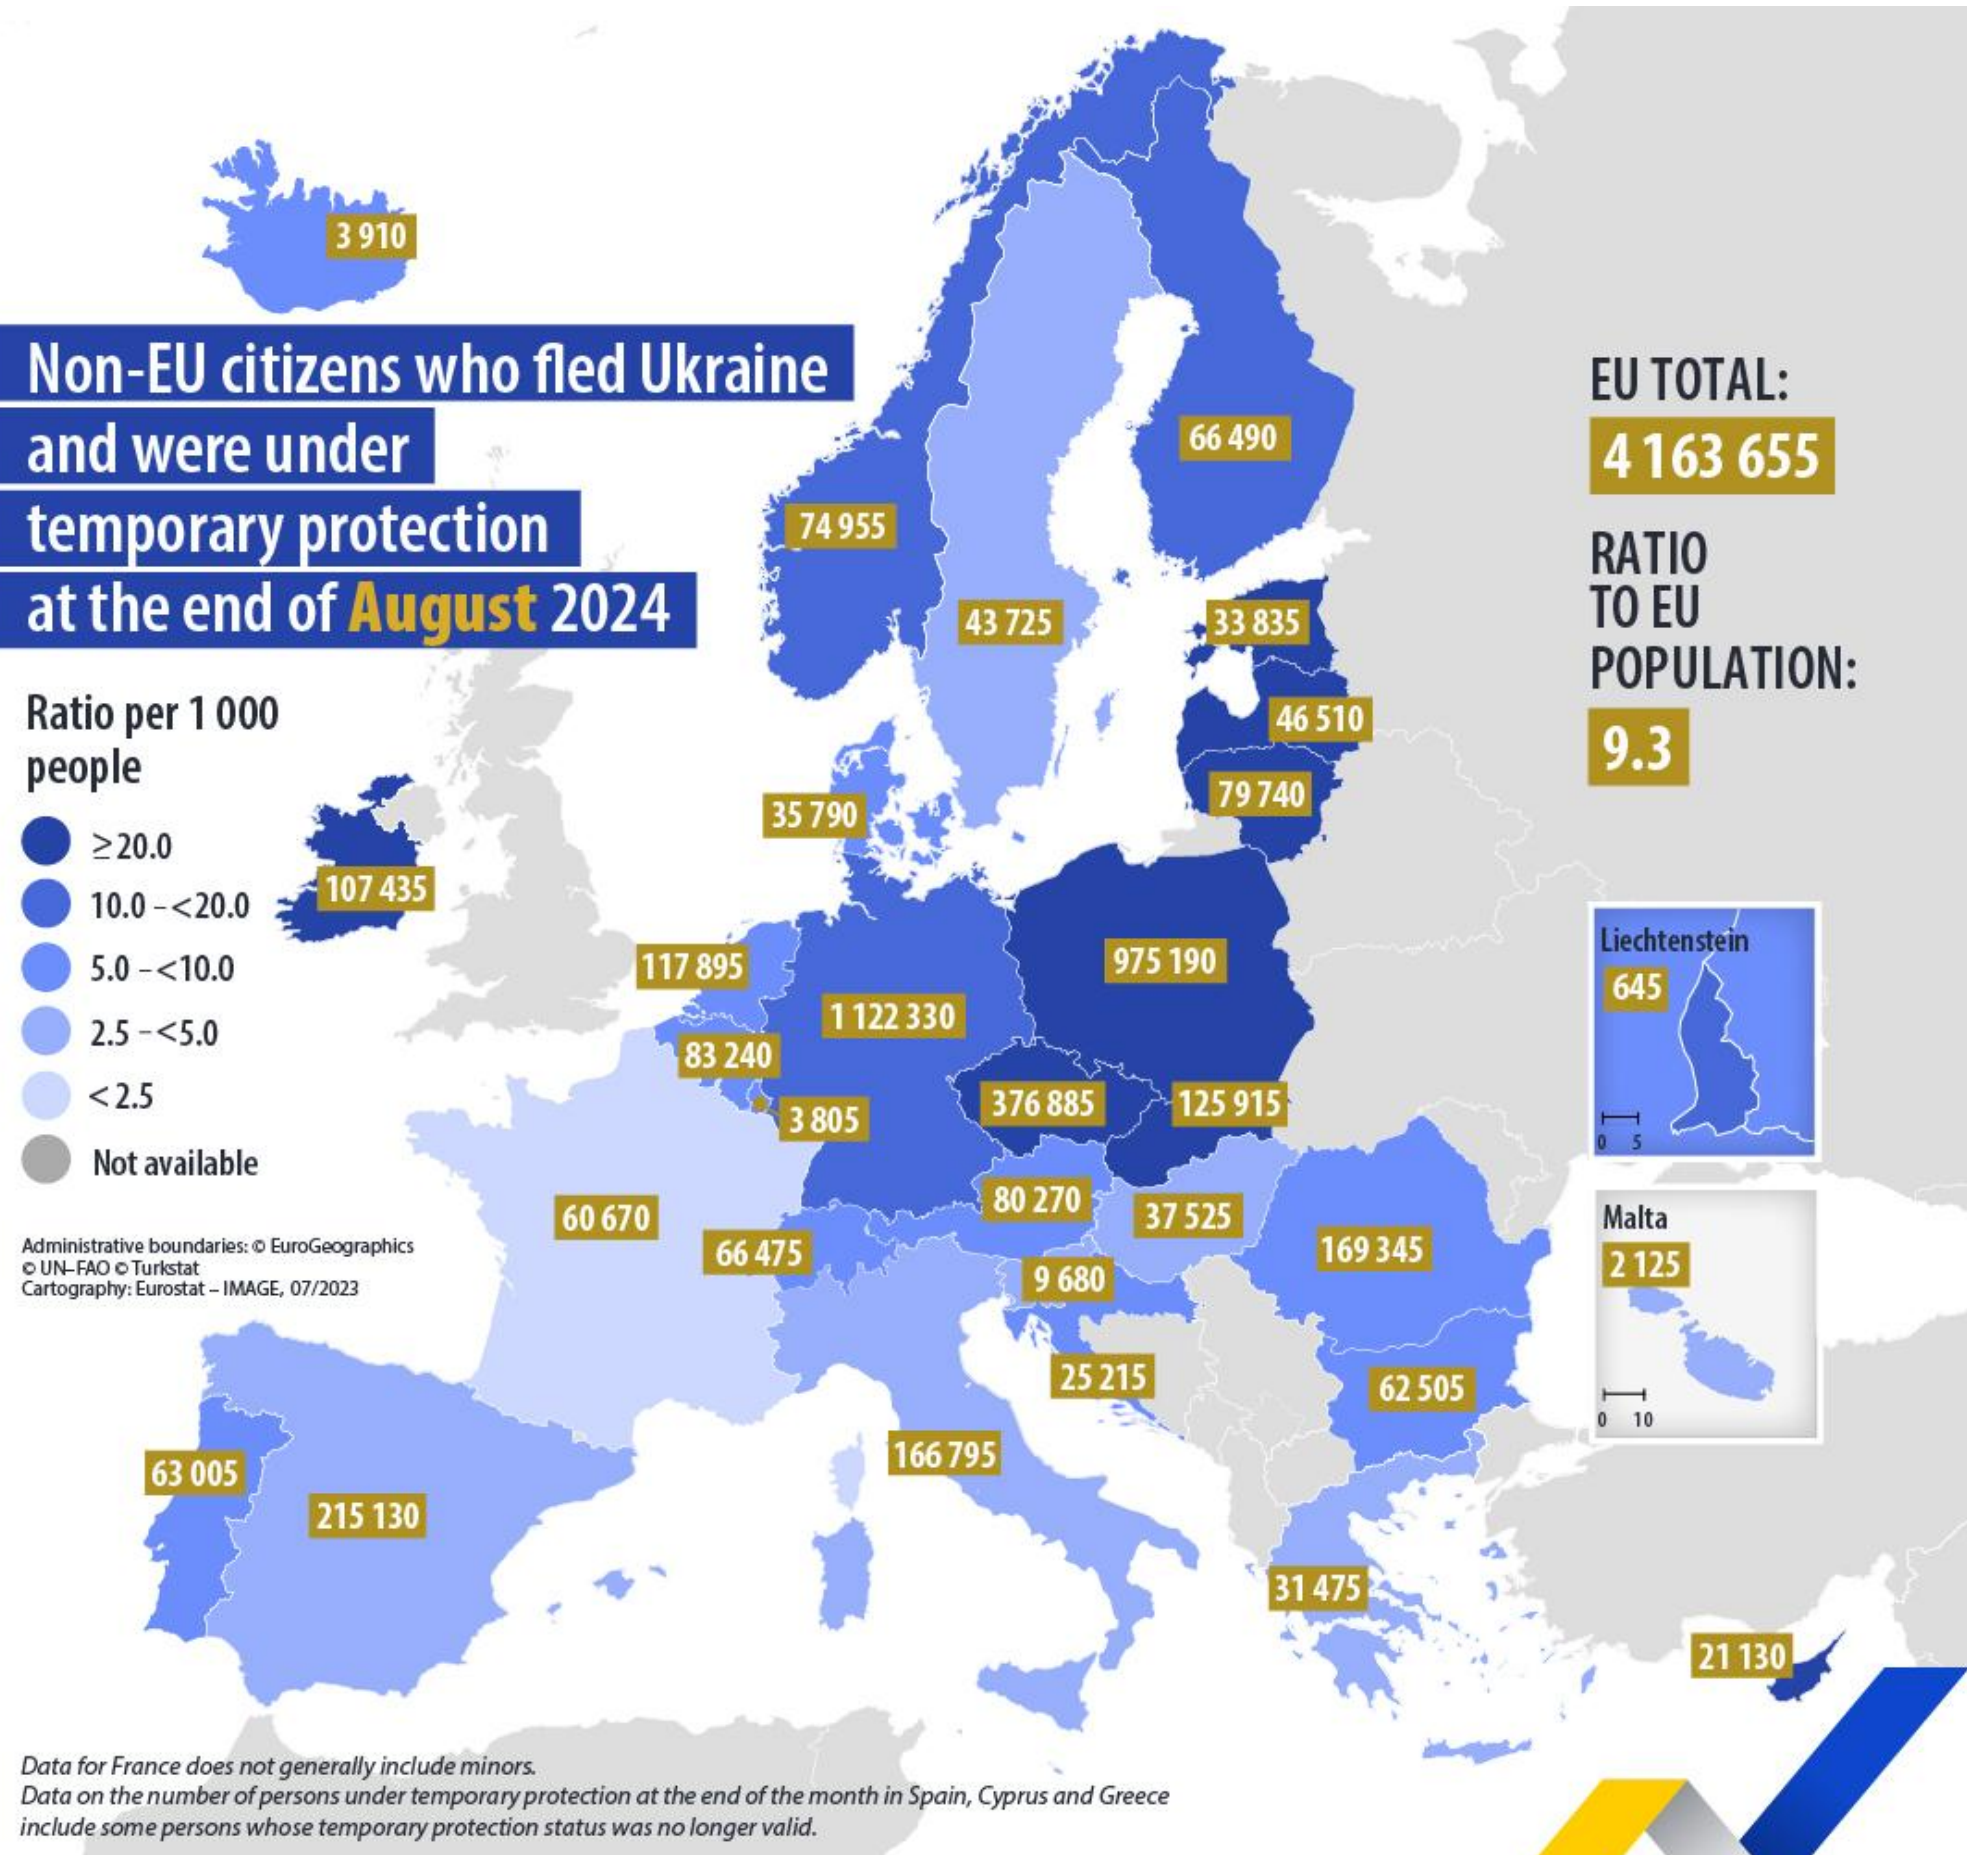 3 910
Non-EU citizens who fled Ukraine
and were under
temporary protection
at the end of August 2024
Ratio per 1 000
people
≥20.0
10.0 –<20.0
5.0 –<10.0
2.5 –<5.0
< 2.5
Not available
Administrative boundaries: © EuroGeographics
© UN–FAO © Turkstat
Cartography: Eurostat – IMAGE, 07/2023
EU TOTAL:
4 163 655
RATIO
TO EU
POPULATION:
9.3
66 490
74 955
43 725
33 835
46 510
79 740
35 790
107 435
117 895
975 190
1 122 330
83 240
376 885
125 915
3 805
80 270
37 525
60 670
66 475
169 345
9 680
25 215
62 505
166 795
63 005
215 130
31 475
21 130
Liechtenstein
645
0 5
Malta
2 125
0 10
Data for France does not generally include minors.
Data on the number of persons under temporary protection at the end of the month in Spain, Cyprus and Greece
include some persons whose temporary protection status was no longer valid.